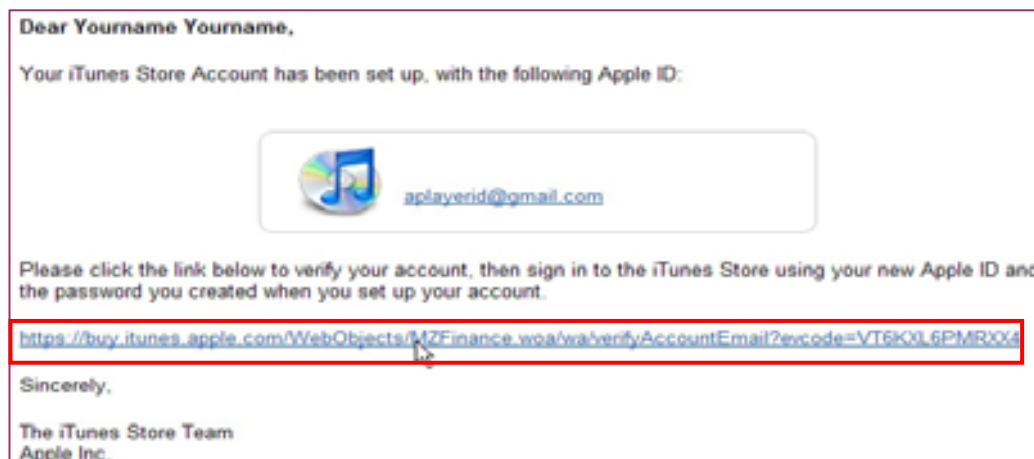 Dear Yourname Yourname,
Your iTunes Store Account has been set up, with the following Apple ID:
aplayerid@gmail.com
Please click the link below to verify your account, then sign in to the iTunes Store using your new Apple ID and
the password you created when you set up your account.
https://buy.itunes.apple.com/WebObjects/MZFinance.woa/wa/verifyAccountEmail?evcode=VT6KXL6PMRXX4
Sincerely,
The iTunes Store Team
Apple Inc.